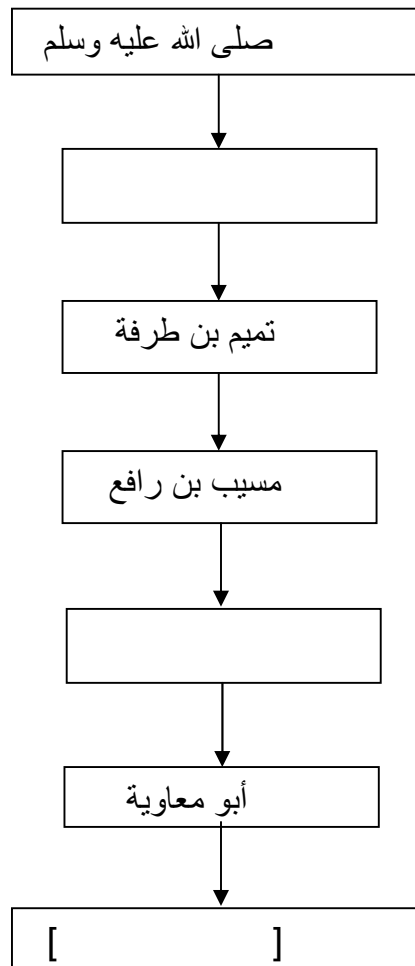 صلى الله عليه وسلم
تميم بن طرفة
مسيب بن رافع
أبو معاوية
[ ]